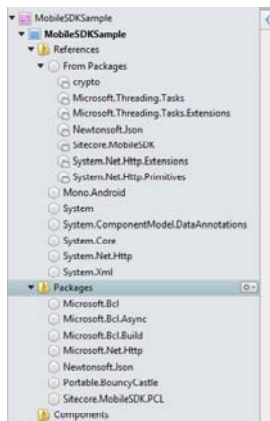 MobileSDKSample
MobileSDKSample
References
From Packages
crypto
Microsoft.Threading.Tasks
Microsoft.Threading.Tasks.Extensions
Newtonsoft.Json
Sitecore.MobileSDK
System.Net.Http.Extensions
System.Net.Http.Primitives
Mono.Android
System
System.ComponentModel.DataAnnotations
System.Core
System.Net.Http
System.Xml
Packages
Microsoft.Bcl
Microsoft.Bcl.Async
Microsoft.Bcl.Build
Microsoft.Net.Http
Newtonsoft.Json
Portable.BouncyCastle
Sitecore.MobileSDK.PCL
Components